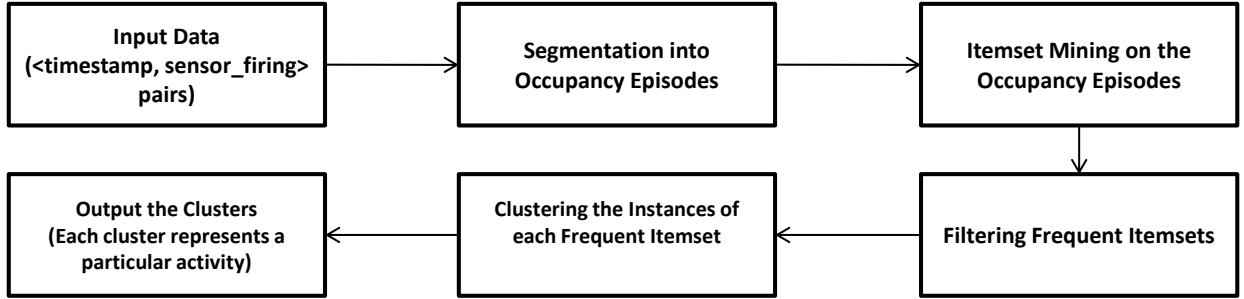 Input Data
(<timestamp, sensor_firing>
pairs)
Segmentation into
Occupancy Episodes
Itemset Mining on the
Occupancy Episodes
Filtering Frequent Itemsets
Clustering the Instances of
each Frequent Itemset
Output the Clusters
(Each cluster represents a
particular activity)